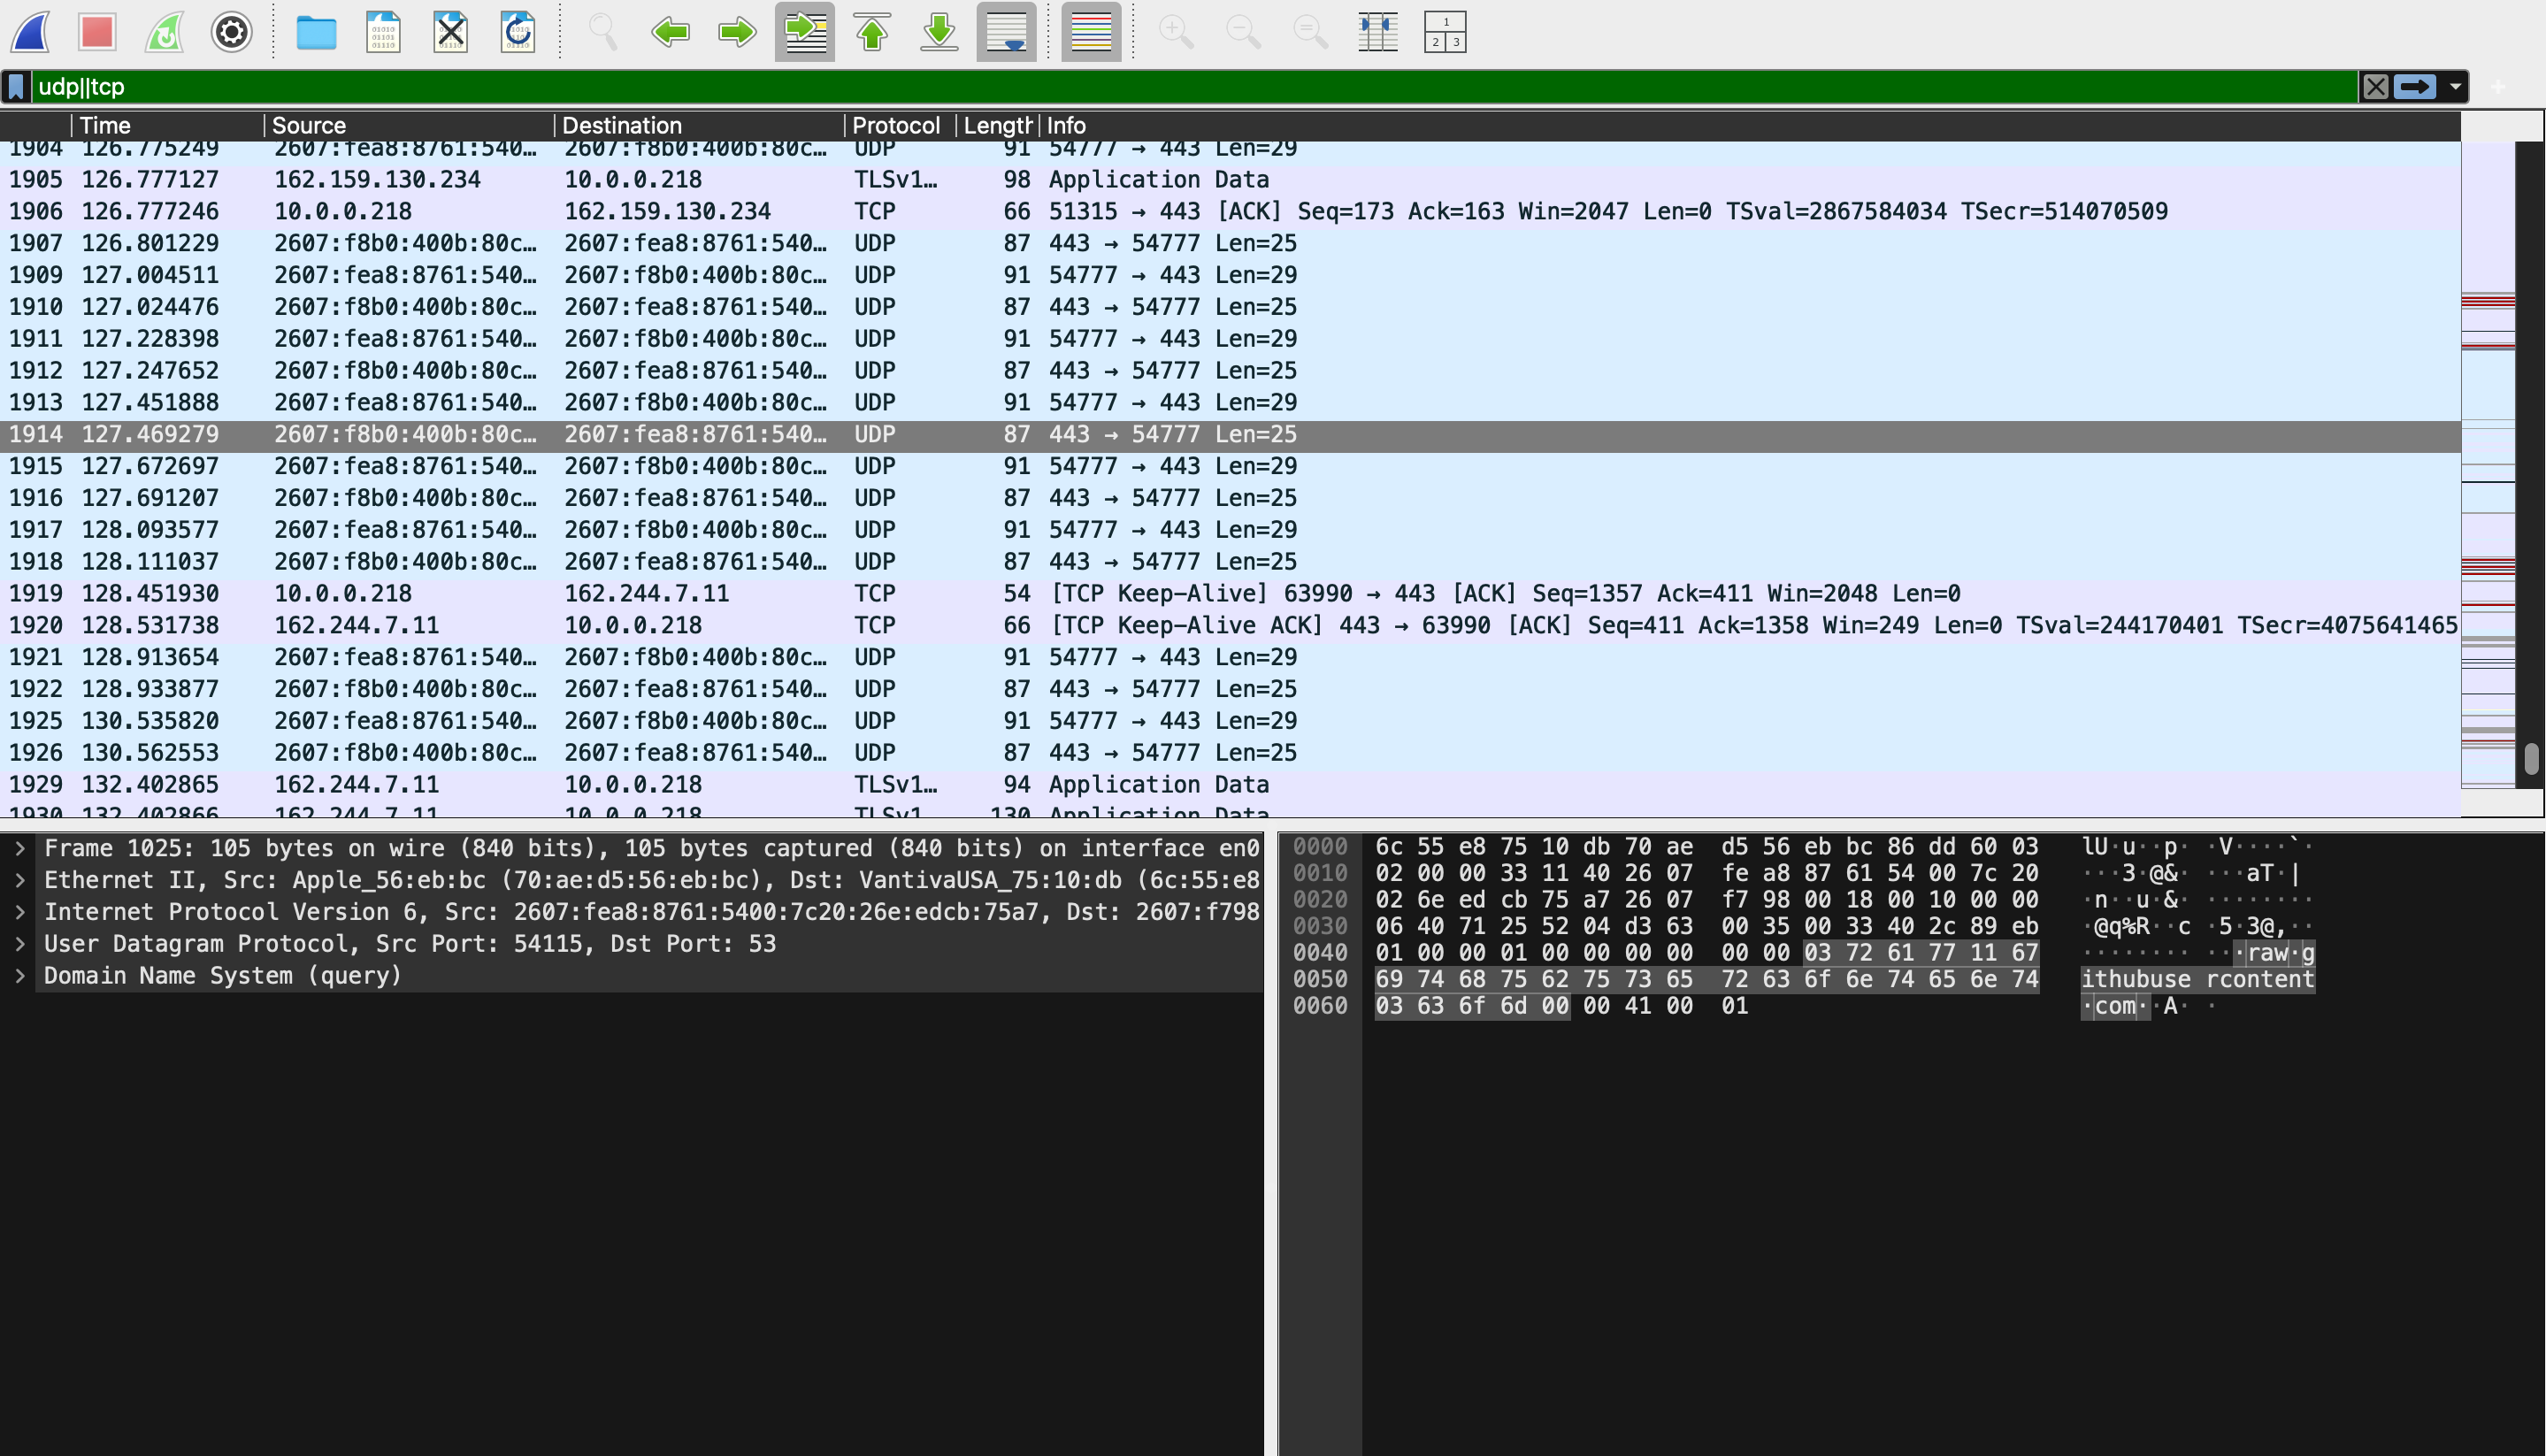 udp||tcp
Time Source Destination Protocol Length Info
1904 126.775249 2607:fea8:8761:540… 2607:f8b0:400b:80c… UDP 91 54777 → 443 Len=29
1905 126.777127 162.159.130.234 10.0.0.218 TLSv1… 98 Application Data
1906 126.777246 10.0.0.218 162.159.130.234 TCP 66 51315 → 443 [ACK] Seq=173 Ack=163 Win=2047 Len=0 TSval=2867584034 TSecr=514070509
1907 126.801229 2607:f8b0:400b:80c… 2607:fea8:8761:540… UDP 87 443 → 54777 Len=25
1909 127.004511 2607:fea8:8761:540… 2607:f8b0:400b:80c… UDP 91 54777 → 443 Len=29
1910 127.024476 2607:f8b0:400b:80c… 2607:fea8:8761:540… UDP 87 443 → 54777 Len=25
1911 127.228398 2607:fea8:8761:540… 2607:f8b0:400b:80c… UDP 91 54777 → 443 Len=29
1912 127.247652 2607:f8b0:400b:80c… 2607:fea8:8761:540… UDP 87 443 → 54777 Len=25
1913 127.451888 2607:fea8:8761:540… 2607:f8b0:400b:80c… UDP 91 54777 → 443 Len=29
1914 127.469279 2607:f8b0:400b:80c… 2607:fea8:8761:540… UDP 87 443 → 54777 Len=25
1915 127.672697 2607:fea8:8761:540… 2607:f8b0:400b:80c… UDP 91 54777 → 443 Len=29
1916 127.691207 2607:f8b0:400b:80c… 2607:fea8:8761:540… UDP 87 443 → 54777 Len=25
1917 128.093577 2607:fea8:8761:540… 2607:f8b0:400b:80c… UDP 91 54777 → 443 Len=29
1918 128.111037 2607:f8b0:400b:80c… 2607:fea8:8761:540… UDP 87 443 → 54777 Len=25
1919 128.451930 10.0.0.218 162.244.7.11 TCP 54 [TCP Keep-Alive] 63990 → 443 [ACK] Seq=1357 Ack=411 Win=2048 Len=0
1920 128.531738 162.244.7.11 10.0.0.218 TCP 66 [TCP Keep-Alive ACK] 443 → 63990 [ACK] Seq=411 Ack=1358 Win=249 Len=0 TSval=244170401 TSecr=4075641465
1921 128.913654 2607:fea8:8761:540… 2607:f8b0:400b:80c… UDP 91 54777 → 443 Len=29
1922 128.933877 2607:f8b0:400b:80c… 2607:fea8:8761:540… UDP 87 443 → 54777 Len=25
1925 130.535820 2607:fea8:8761:540… 2607:f8b0:400b:80c… UDP 91 54777 → 443 Len=29
1926 130.562553 2607:f8b0:400b:80c… 2607:fea8:8761:540… UDP 87 443 → 54777 Len=25
1929 132.402865 162.244.7.11 10.0.0.218 TLSv1… 94 Application Data
1930 132.402866 162.244.7.11 10.0.0.218 TLSv1 130 Application Data
Frame 1025: 105 bytes on wire (840 bits), 105 bytes captured (840 bits) on interface en0
Ethernet II, Src: Apple_56:eb:bc (70:ae:d5:56:eb:bc), Dst: VantivaUSA_75:10:db (6c:55:e8
Internet Protocol Version 6, Src: 2607:fea8:8761:5400:7c20:26e:edcb:75a7, Dst: 2607:f798
User Datagram Protocol, Src Port: 54115, Dst Port: 53
Domain Name System (query)
0000 6c 55 e8 75 10 db 70 ae d5 56 eb bc 86 dd 60 03 lU·u··p· ·V····`·
0010 02 00 00 33 11 40 26 07 fe a8 87 61 54 00 7c 20 ···3·@&· ···aT·|
0020 02 6e ed cb 75 a7 26 07 f7 98 00 18 00 10 00 00 ·n··u·&· ········
0030 06 40 71 25 52 04 d3 63 00 35 00 33 40 2c 89 eb ·@q%R··c ·5·3@,··
0040 01 00 00 01 00 00 00 00 00 00 03 72 61 77 11 67 ········ ···raw·g
0050 69 74 68 75 62 75 73 65 72 63 6f 6e 74 65 6e 74 ithubuse rcontent
0060 03 63 6f 6d 00 00 41 00 01 ·com··A· ·